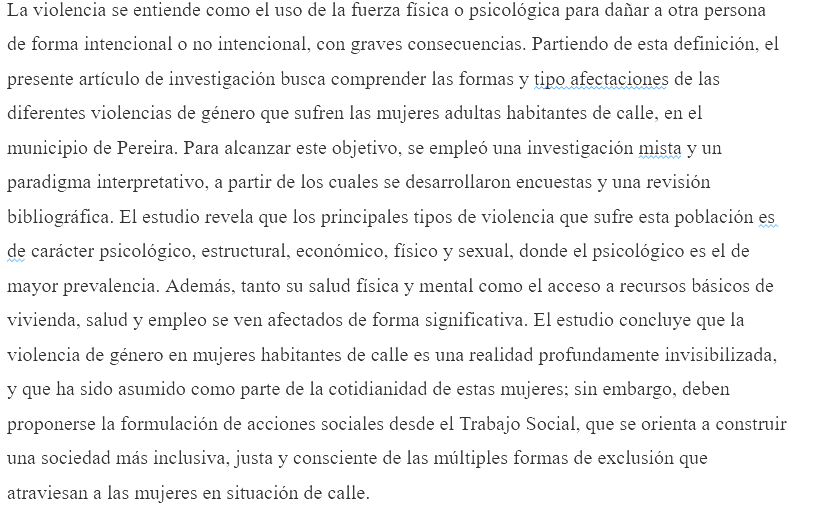 La violencia se entiende como el uso de la fuerza física o psicológica para dañar a otra persona
de forma intencional o no intencional, con graves consecuencias. Partiendo de esta definición, el
presente artículo de investigación busca comprender las formas y tipo afectaciones de las
diferentes violencias de género que sufren las mujeres adultas habitantes de calle, en el
municipio de Pereira. Para alcanzar este objetivo, se empleó una investigación mista y un
paradigma interpretativo, a partir de los cuales se desarrollaron encuestas y una revisión
bibliográfica. El estudio revela que los principales tipos de violencia que sufre esta población es
de carácter psicológico, estructural, económico, físico y sexual, donde el psicológico es el de
mayor prevalencia. Además, tanto su salud física y mental como el acceso a recursos básicos de
vivienda, salud y empleo se ven afectados de forma significativa. El estudio concluye que la
violencia de género en mujeres habitantes de calle es una realidad profundamente invisibilizada,
y que ha sido asumido como parte de la cotidianidad de estas mujeres; sin embargo, deben
proponerse la formulación de acciones sociales desde el Trabajo Social, que se orienta a construir
una sociedad más inclusiva, justa y consciente de las múltiples formas de exclusión que
atraviesan a las mujeres en situación de calle.